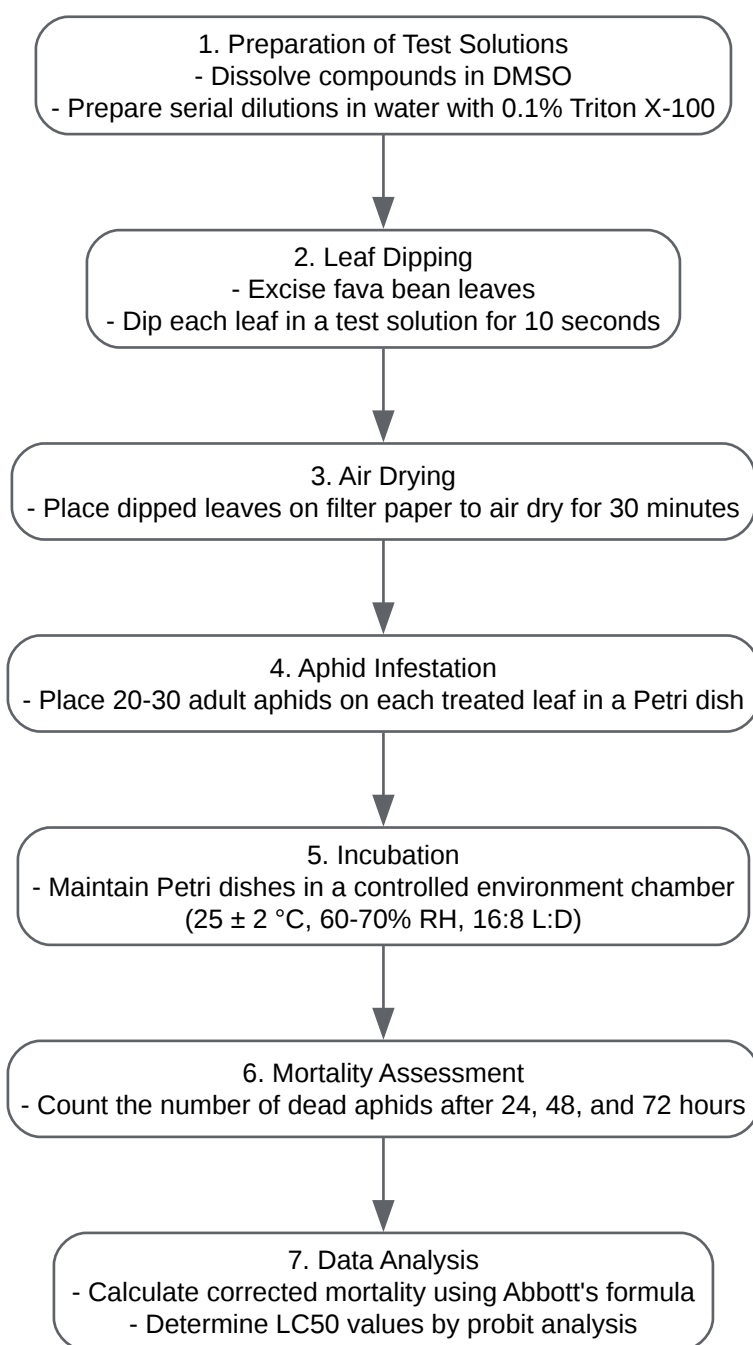 1. Preparation of Test Solutions
- Dissolve compounds in DMSO
- Prepare serial dilutions in water with 0.1% Triton X-100
2. Leaf Dipping
- Excise fava bean leaves
- Dip each leaf in a test solution for 10 seconds
3. Air Drying
- Place dipped leaves on filter paper to air dry for 30 minutes
4. Aphid Infestation
- Place 20-30 adult aphids on each treated leaf in a Petri dish
5. Incubation
- Maintain Petri dishes in a controlled environment chamber
(25 ± 2 °C, 60-70% RH, 16:8 L:D)
6. Mortality Assessment
- Count the number of dead aphids after 24, 48, and 72 hours
7. Data Analysis
- Calculate corrected mortality using Abbott's formula
- Determine LC50 values by probit analysis